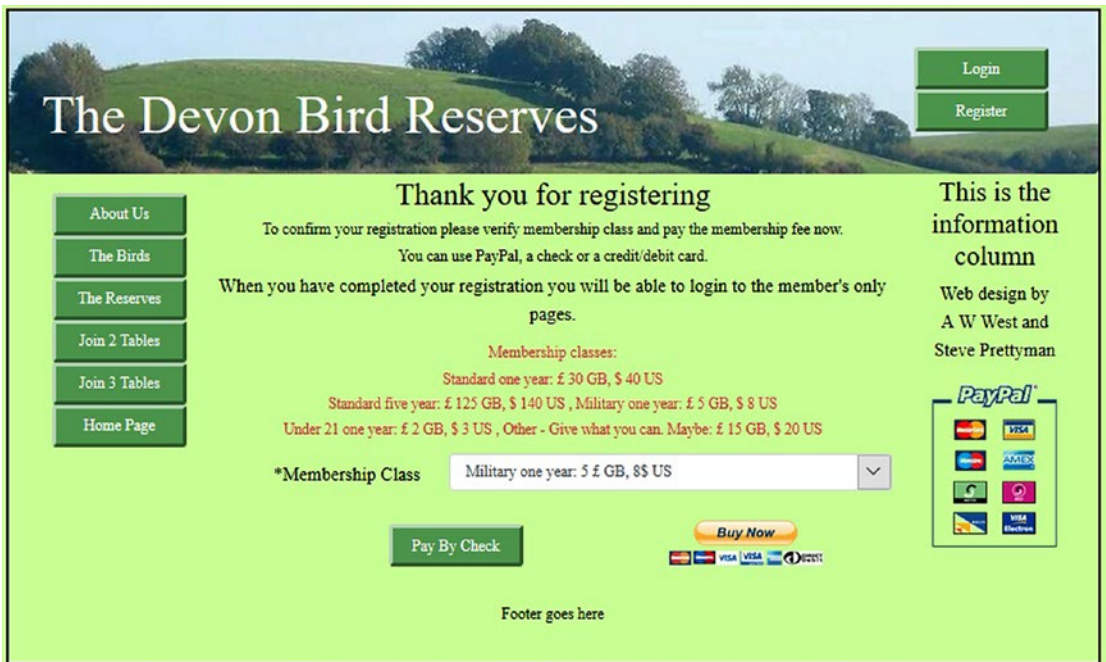 The Devon Bird Reserves
Login
Register
About Us
The Birds
The Reserves
Join 2 Tables
Join 3 Tables
Home Page
Thank you for registering
To confirm your registration please verify membership class and pay the membership fee now.
You can use PayPal, a check or a credit/debit card.
When you have completed your registration you will be able to login to the member's only
pages.
Membership classes:
Standard one year: £ 30 GB, $ 40 US
Standard five year: £ 125 GB, $ 140 US , Military one year: £ 5 GB, $ 8 US
Under 21 one year: £ 2 GB, $ 3 US , Other - Give what you can. Maybe: £ 15 GB, $ 20 US
*Membership Class
Military one year: 5 £ GB, 8$ US
Pay By Check
Buy Now
VISA VISA
DIRECT
Debit
This is the
information
column
Web design by
A W West and
Steve Prettyman
PayPal
VISA
AMEX
VISA
Electron
Footer goes here